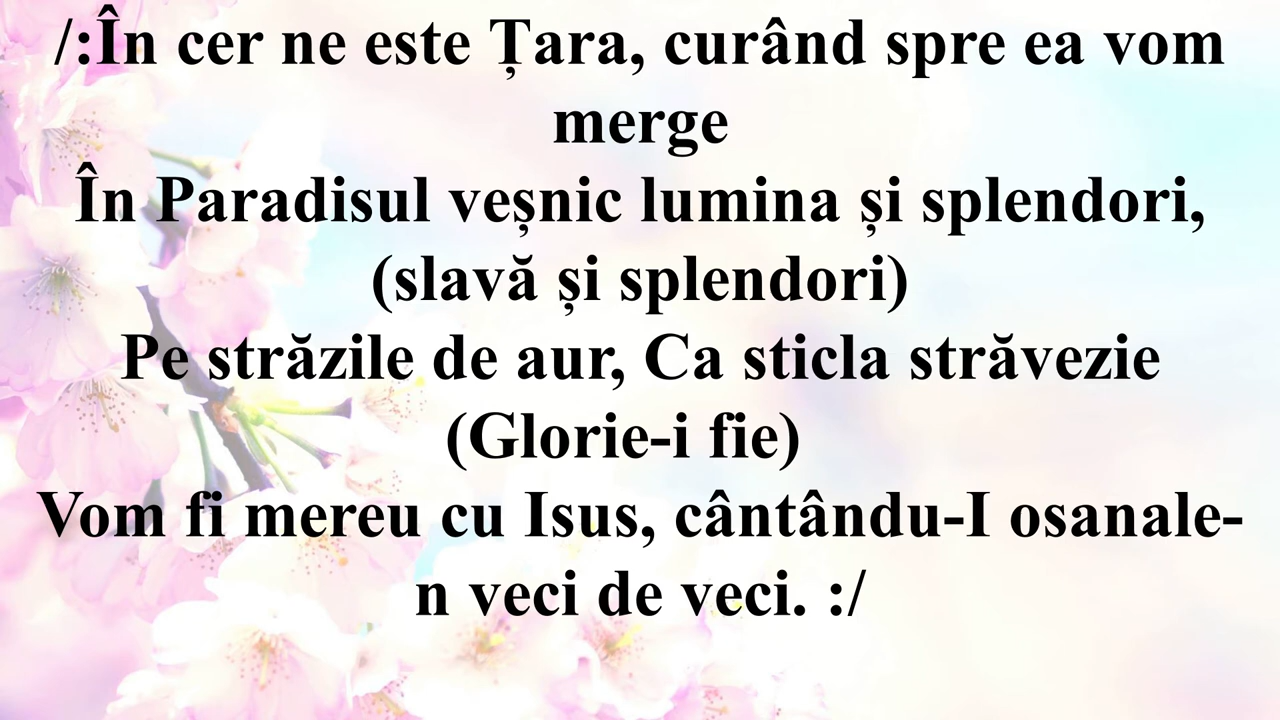 /:În cer ne este Țara, curând spre ea vom
merge
În Paradisul veșnic lumina și splendori,
(slavă și splendori)
Pe străzile de aur, Ca sticla străvezie
(Glorie-i fie)
Vom fi mereu cu Isus, cântându-I osanale-
n veci de veci. :/